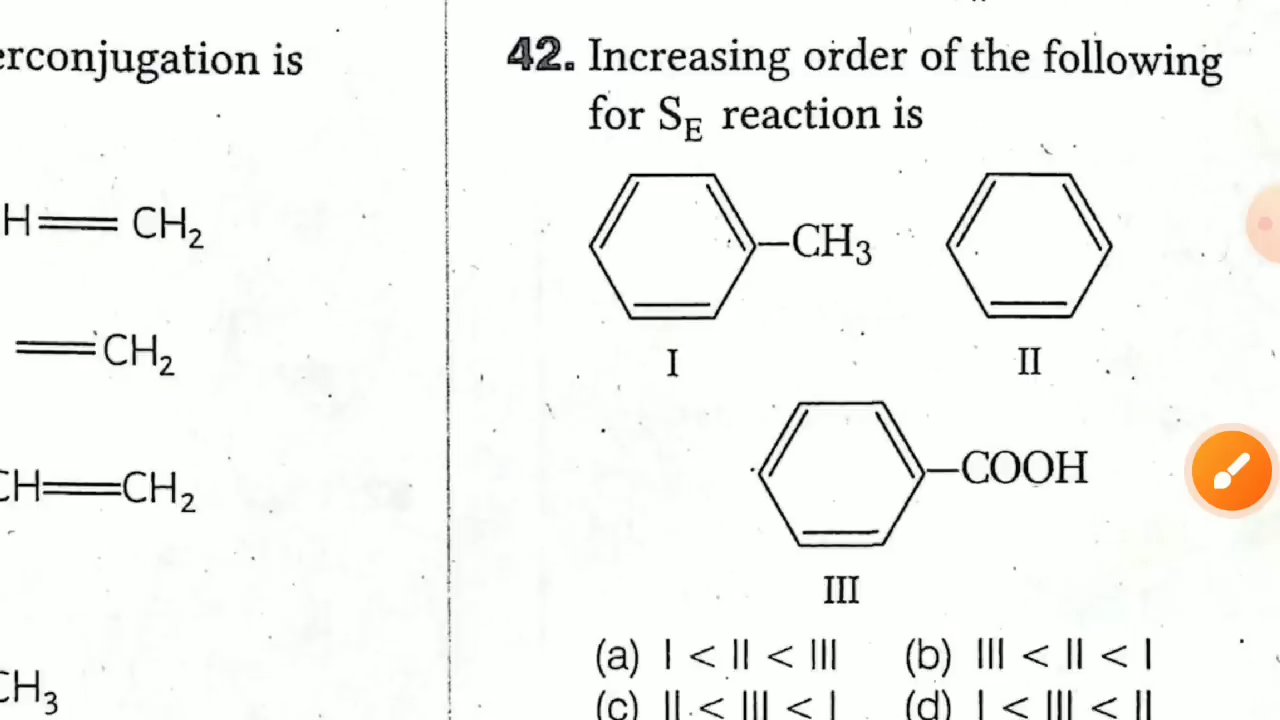 erconjugation is
H═CH₂
═CH₂
CH═CH₂
CH₃
42. Increasing order of the following
for S_E reaction is
—CH₃
I
II
—COOH
III
(a) I < II < III (b) III < II < I
(c) II < III < I (d) I < III < II